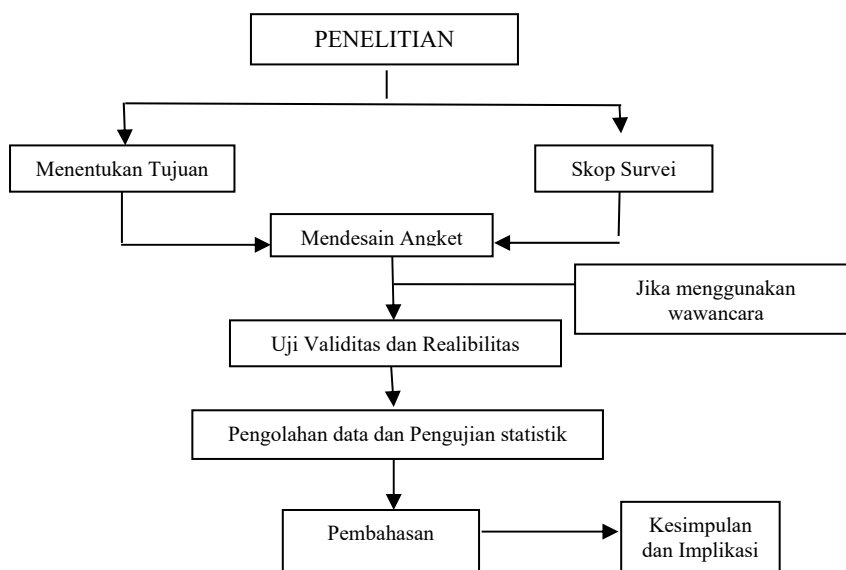 PENELITIAN
Menentukan Tujuan
Skop Survei
Mendesain Angket
Jika menggunakan
wawancara
Uji Validitas dan Realibilitas
Pengolahan data dan Pengujian statistik
Pembahasan
Kesimpulan
dan Implikasi